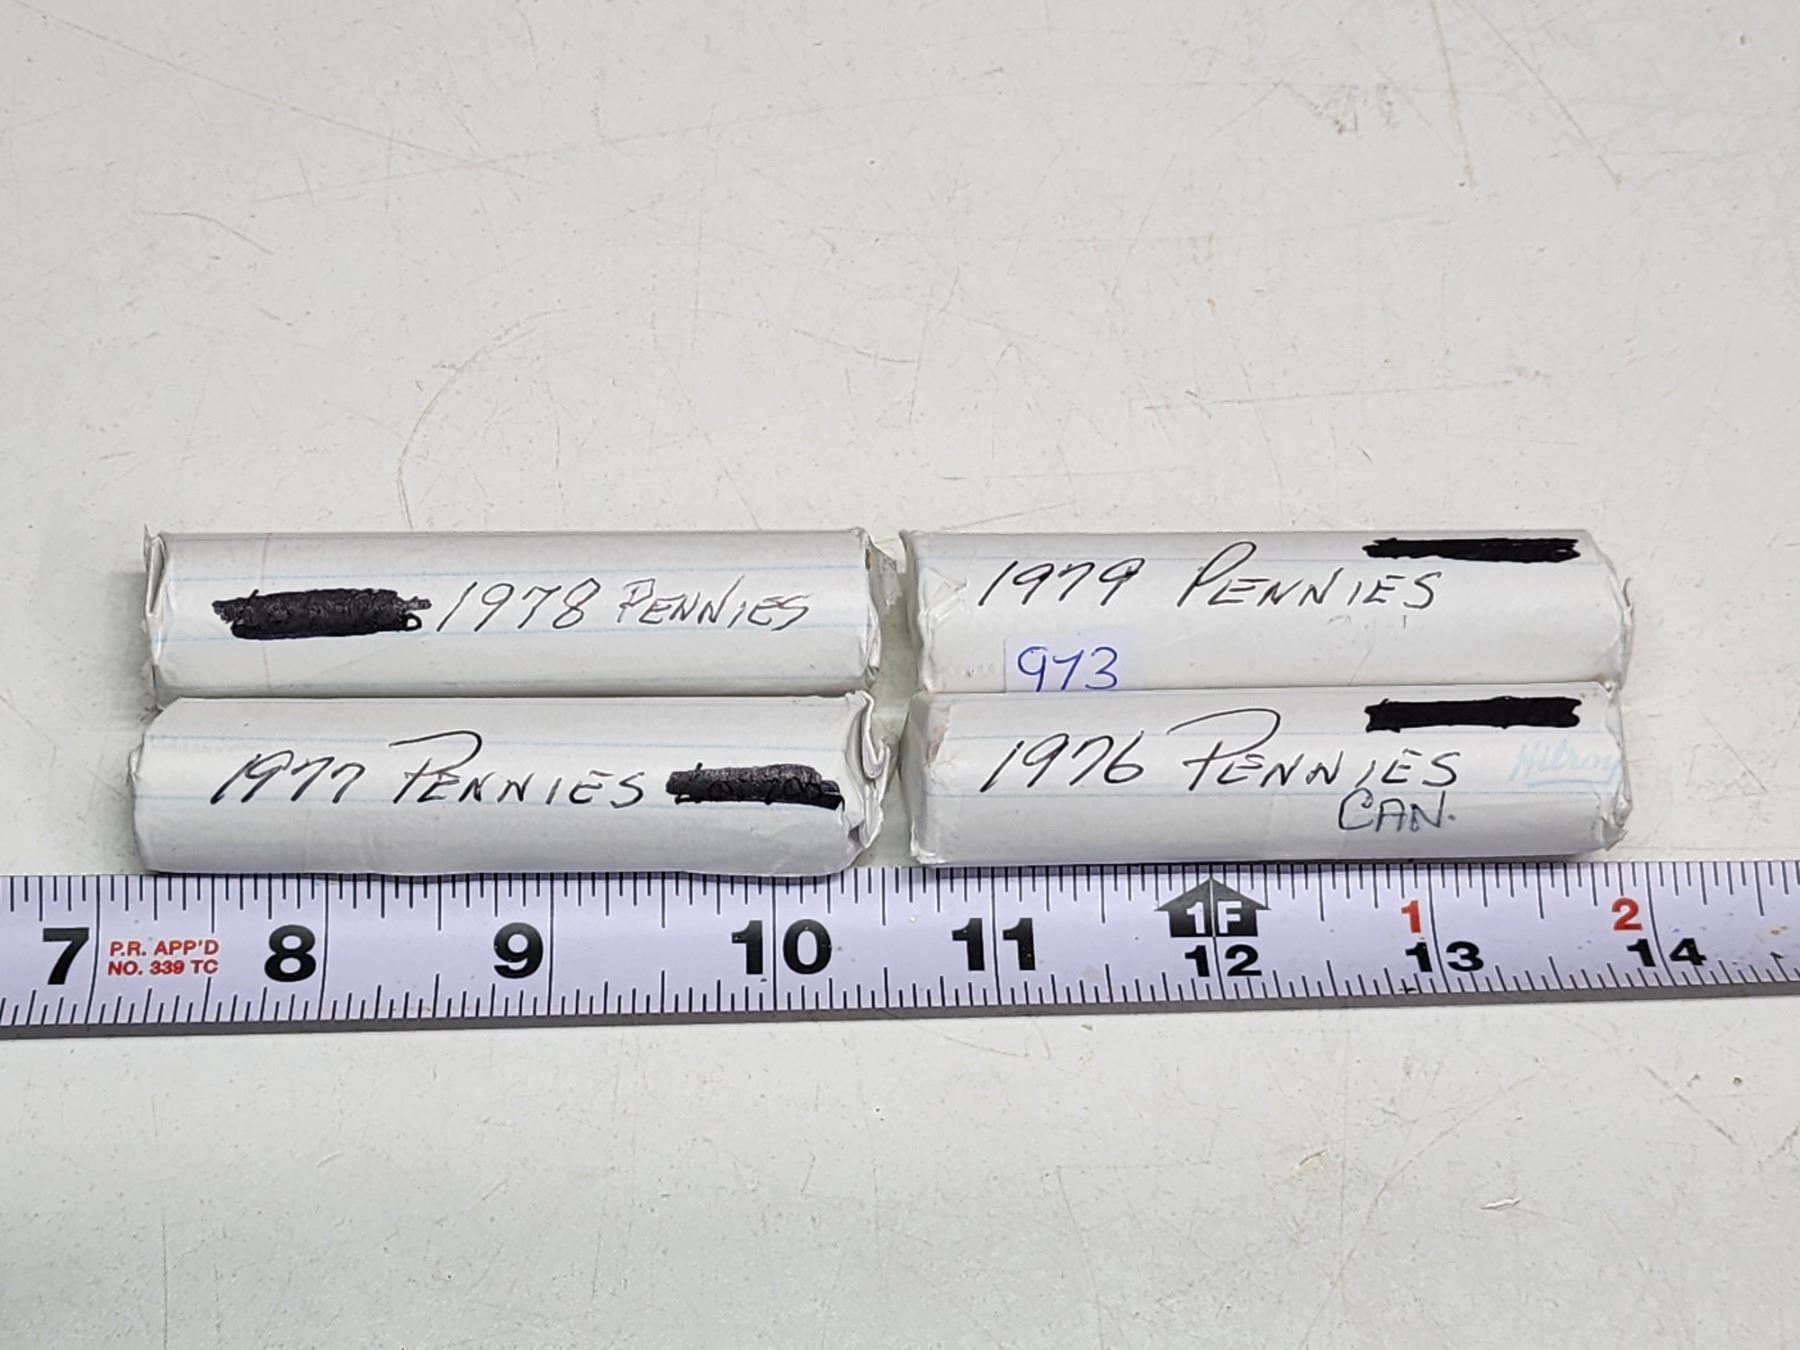 1978 PENNIES
1979 PENNIES
973
1977 PENNIES
1976 PENNIES
CAN.
Hilroy
7 P.R. APP'D 8 9 10 11 1F 12 1 13 2 14
NO. 339 TC